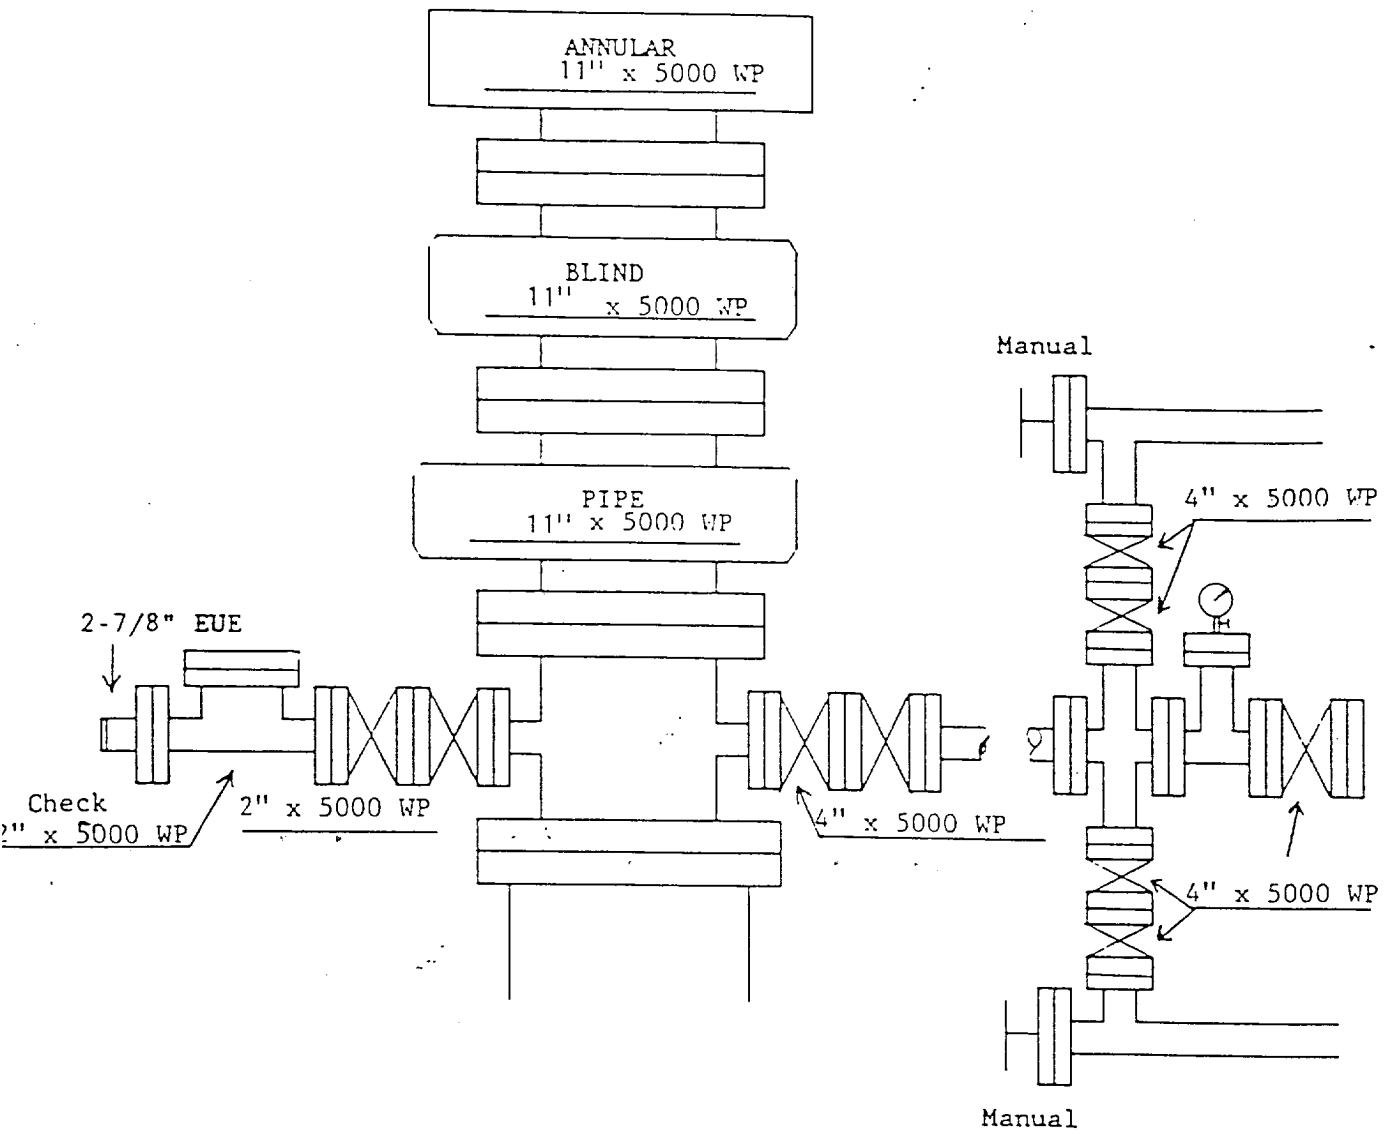 ANNULAR
11" x 5000 WP
BLIND
11" x 5000 WP
Manual
PIPE
11" x 5000 WP
4" x 5000 WP
2-7/8" EUE
Check
2" x 5000 WP
2" x 5000 WP
4" x 5000 WP
4" x 5000 WP
Manual